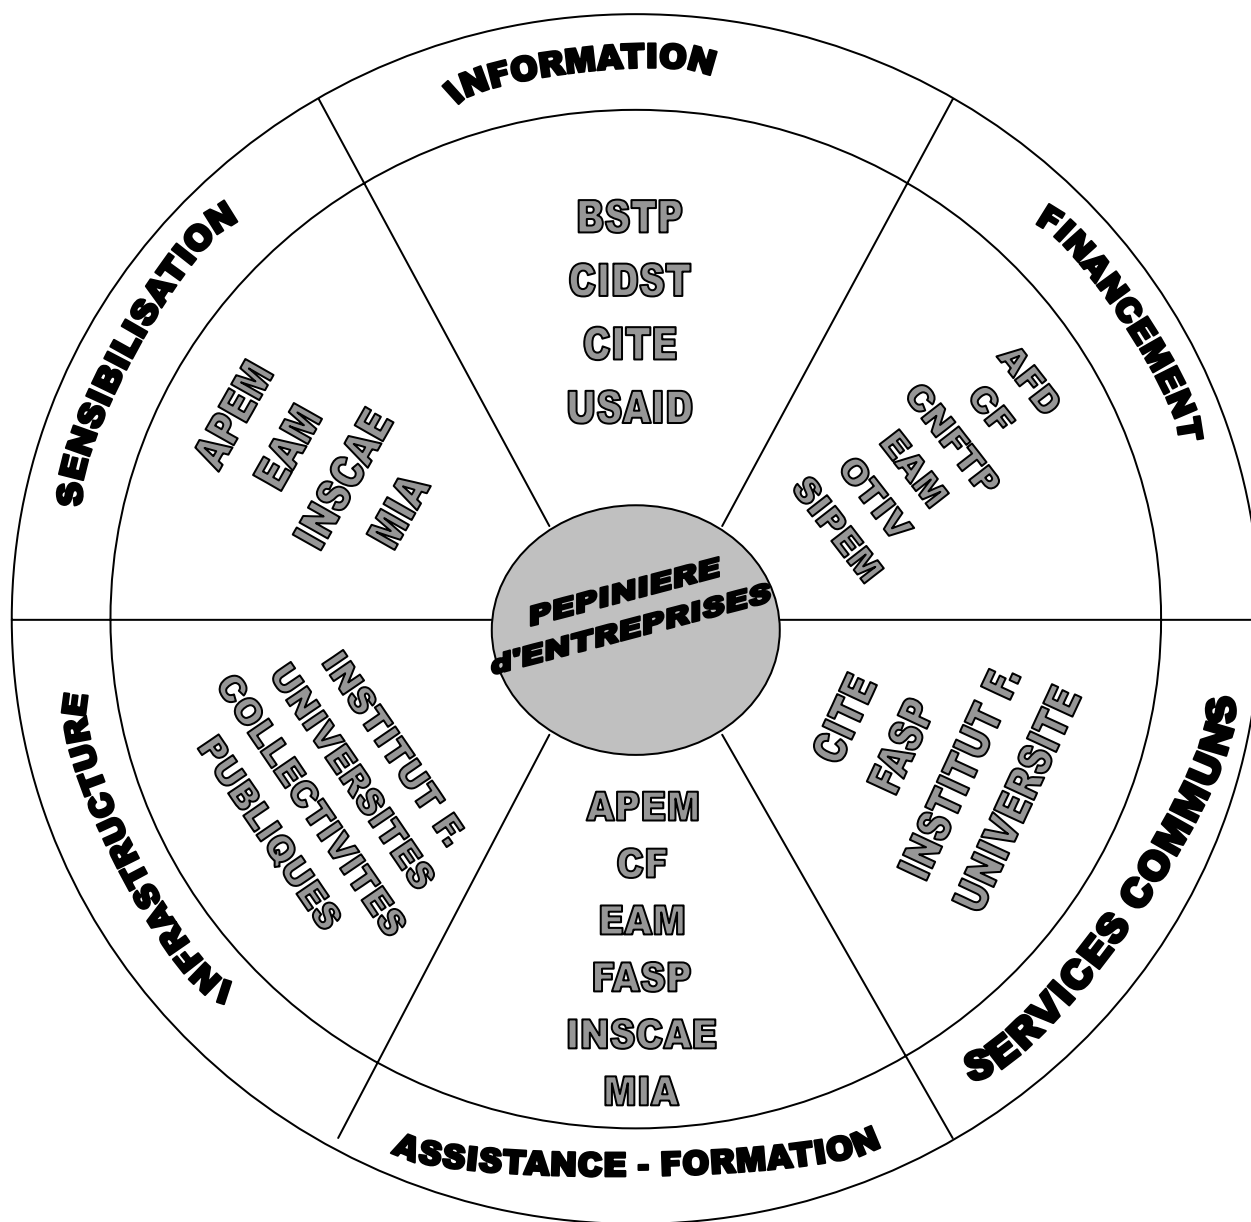 INFORMATION
BSTP
CIDST
CITE
USAID
FINANCEMENT
AFD
CF
CNFTP
EAM
OTIV
SIPEM
SERVICES COMMUNS
CITE
FASP
INSTITUT F.
UNIVERSITE
ASSISTANCE - FORMATION
APEM
CF
EAM
FASP
INSCAE
MIA
INFRASTRUCTURE
INSTITUT F.
UNIVERSITES
COLLECTIVITES
PUBLIQUES
SENSIBILISATION
APEM
EAM
INSCAE
MIA
PEPINIERE
d'ENTREPRISES